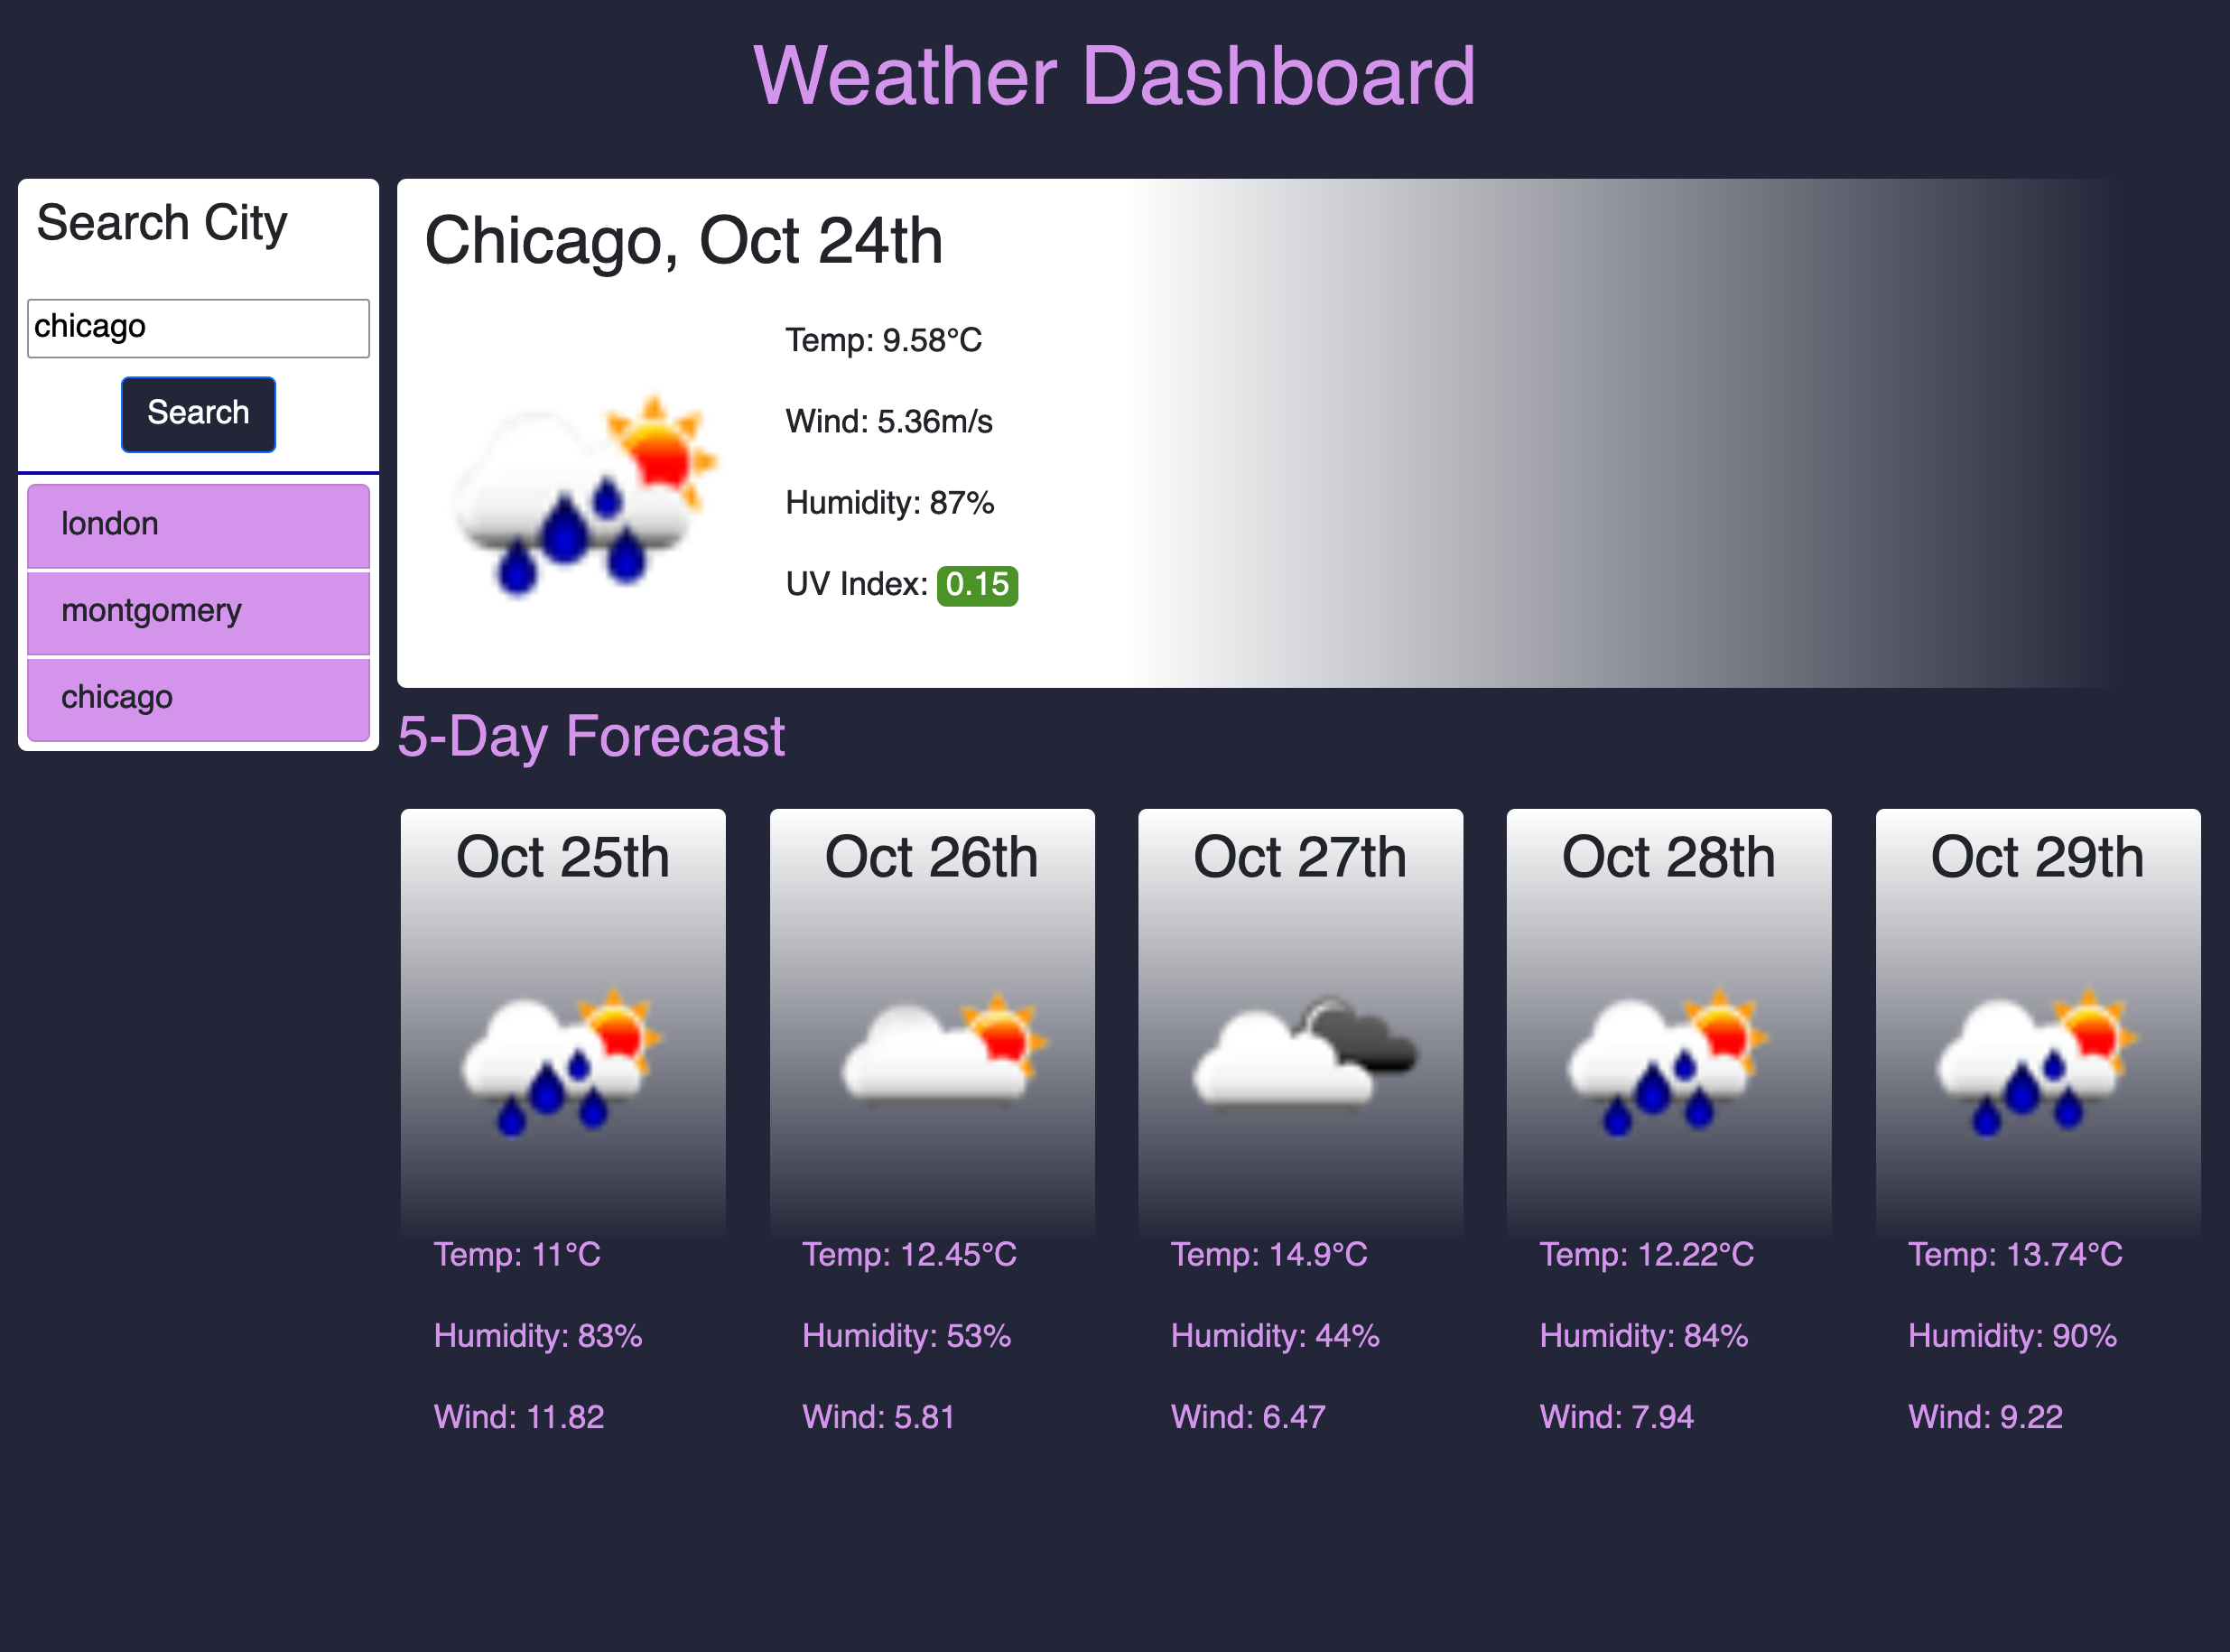 Weather Dashboard
Search City
chicago
Search
london
montgomery
chicago
Chicago, Oct 24th
Temp: 9.58°C
Wind: 5.36m/s
Humidity: 87%
UV Index: 0.15
5-Day Forecast
Oct 25th
Temp: 11°C
Humidity: 83%
Wind: 11.82
Oct 26th
Temp: 12.45°C
Humidity: 53%
Wind: 5.81
Oct 27th
Temp: 14.9°C
Humidity: 44%
Wind: 6.47
Oct 28th
Temp: 12.22°C
Humidity: 84%
Wind: 7.94
Oct 29th
Temp: 13.74°C
Humidity: 90%
Wind: 9.22